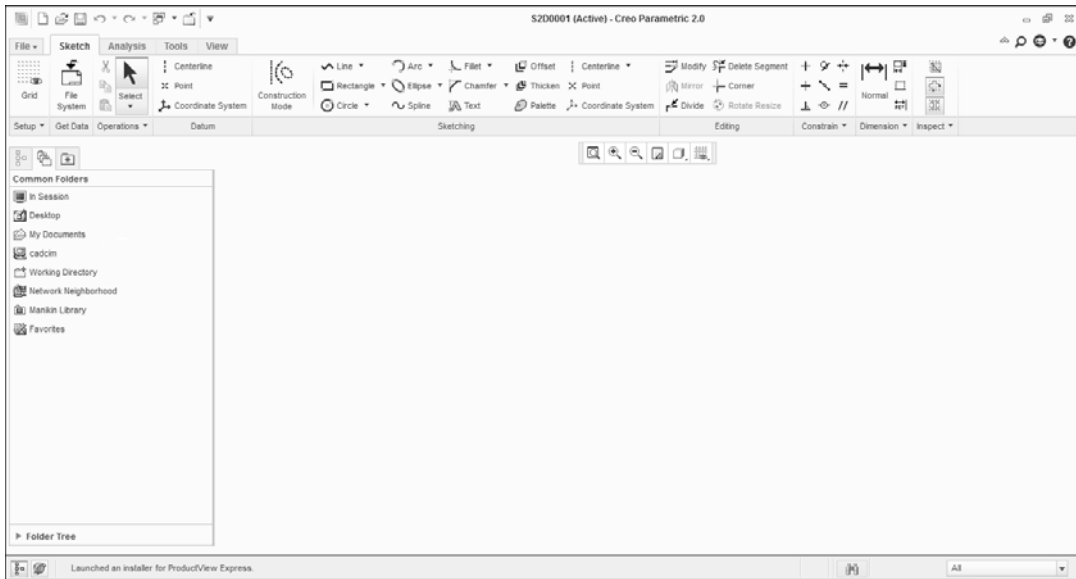 S2D0001 (Active) - Creo Parametric 2.0
File Sketch Analysis Tools View
Grid
File System
Select
Centerline
Point
Coordinate System
Construction Mode
Line Arc Fillet Offset Centerline
Rectangle Ellipse Chamfer Thicken Point
Circle Spline Text Palette Coordinate System
Modify Delete Segment
Mirror Corner
Divide Rotate Resize
Normal
Setup Get Data Operations Datum Sketching Editing Constrain Dimension Inspect
Common Folders
In Session
Desktop
My Documents
cadcim
Working Directory
Network Neighborhood
Manikin Library
Favorites
Folder Tree
Launched an installer for ProductView Express.
All